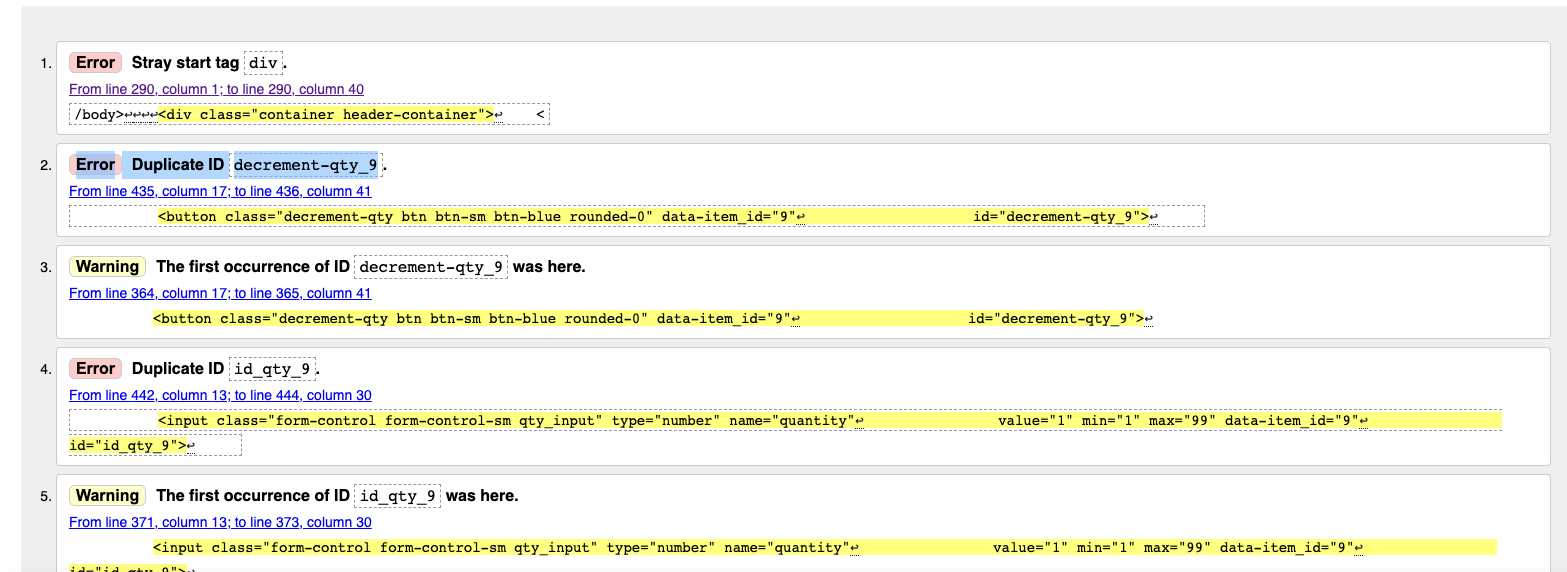 1. Error Stray start tag div.
From line 290, column 1; to line 290, column 40
/body>↩↩↩↩<div class="container header-container">↩    <
2. Error Duplicate ID decrement-qty_9.
From line 435, column 17; to line 436, column 41
<button class="decrement-qty btn btn-sm btn-blue rounded-0" data-item_id="9"↩ id="decrement-qty_9">↩
3. Warning The first occurrence of ID decrement-qty_9 was here.
From line 364, column 17; to line 365, column 41
<button class="decrement-qty btn btn-sm btn-blue rounded-0" data-item_id="9"↩ id="decrement-qty_9">↩
4. Error Duplicate ID id_qty_9.
From line 442, column 13; to line 444, column 30
<input class="form-control form-control-sm qty_input" type="number" name="quantity"↩ value="1" min="1" max="99" data-item_id="9"↩
id="id_qty_9">↩
5. Warning The first occurrence of ID id_qty_9 was here.
From line 371, column 13; to line 373, column 30
<input class="form-control form-control-sm qty_input" type="number" name="quantity"↩ value="1" min="1" max="99" data-item_id="9"↩
id="id_qty_9">↩